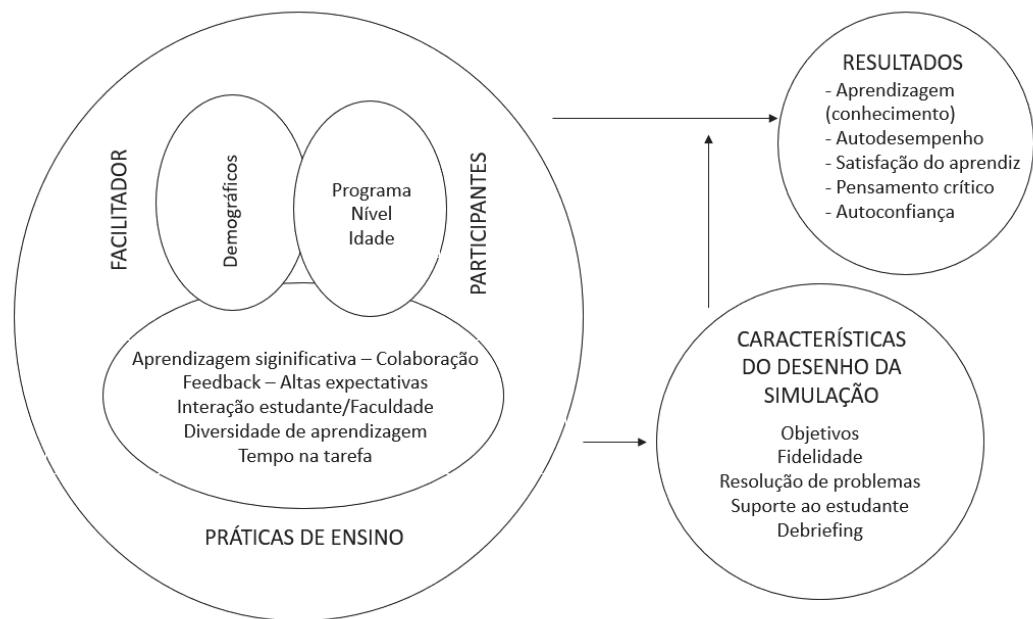 FACILITADOR
Demográficos
Programa
Nível
Idade
PARTICIPANTES
Aprendizagem siginificativa – Colaboração
Feedback – Altas expectativas
Interação estudante/Faculdade
Diversidade de aprendizagem
Tempo na tarefa
PRÁTICAS DE ENSINO
RESULTADOS
- Aprendizagem
(conhecimento)
- Autodesempenho
- Satisfação do aprendiz
- Pensamento crítico
- Autoconfiança
CARACTERÍSTICAS
DO DESENHO DA
SIMULAÇÃO
Objetivos
Fidelidade
Resolução de problemas
Suporte ao estudante
Debriefing